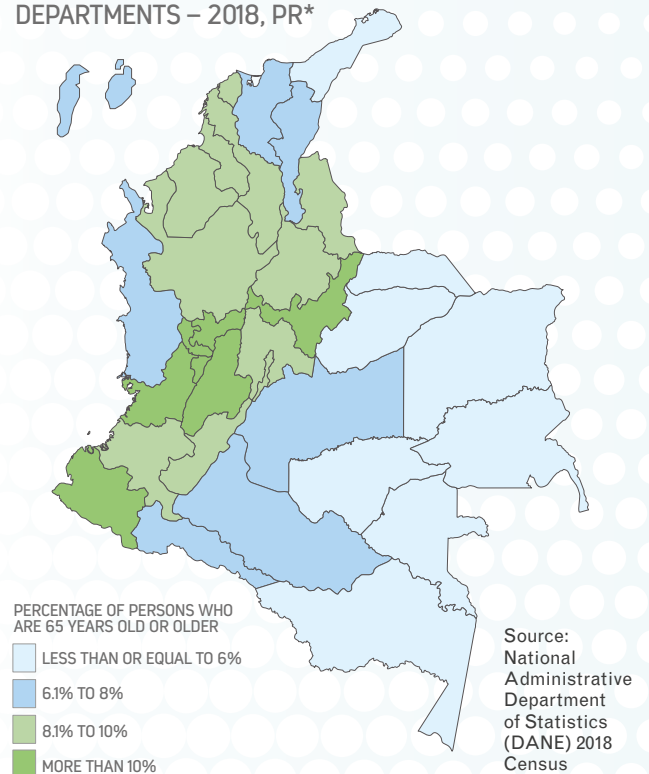 DEPARTMENTS – 2018, PR*
PERCENTAGE OF PERSONS WHO
ARE 65 YEARS OLD OR OLDER
LESS THAN OR EQUAL TO 6%
6.1% TO 8%
8.1% TO 10%
MORE THAN 10%
Source:
National
Administrative
Department
of Statistics
(DANE) 2018
Census